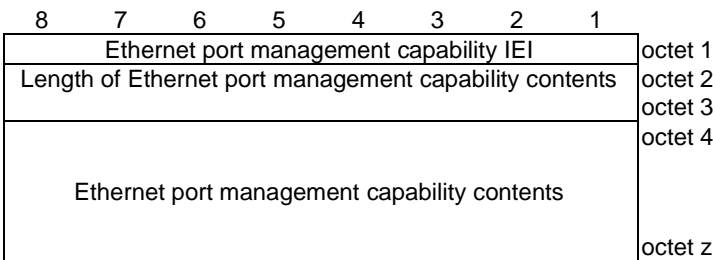 8 7 6 5 4 3 2 1
Ethernet port management capability IEI octet 1
Length of Ethernet port management capability contents octet 2
octet 3
octet 4
Ethernet port management capability contents
octet z